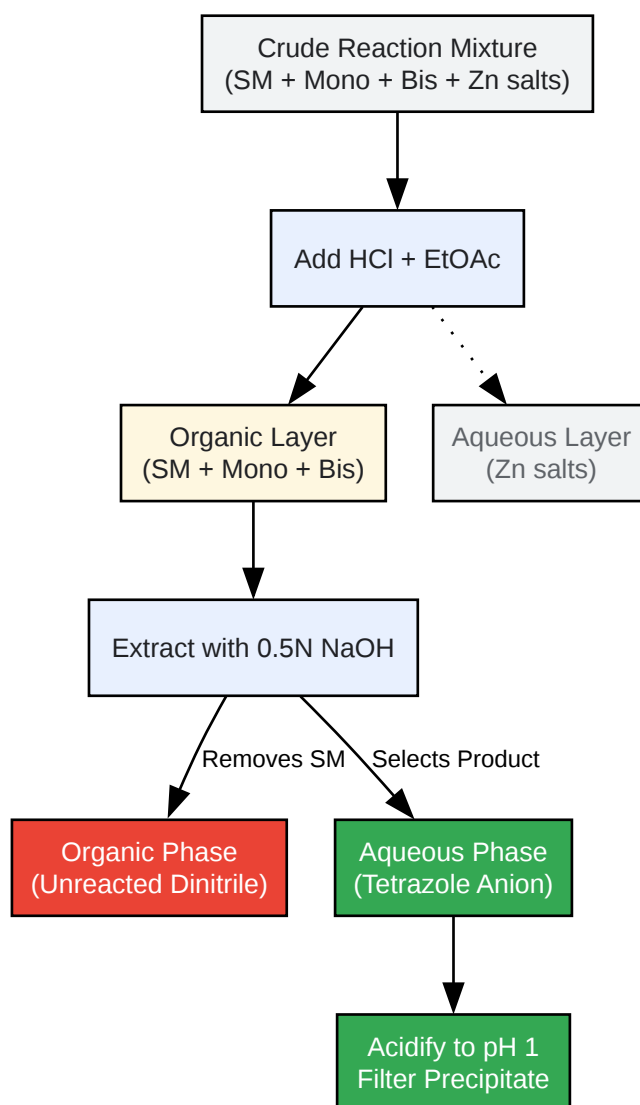 Crude Reaction Mixture
(SM + Mono + Bis + Zn salts)
Add HCl + EtOAc
Organic Layer
(SM + Mono + Bis)
Aqueous Layer
(Zn salts)
Extract with 0.5N NaOH
Removes SM
Selects Product
Organic Phase
(Unreacted Dinitrile)
Aqueous Phase
(Tetrazole Anion)
Acidify to pH 1
Filter Precipitate